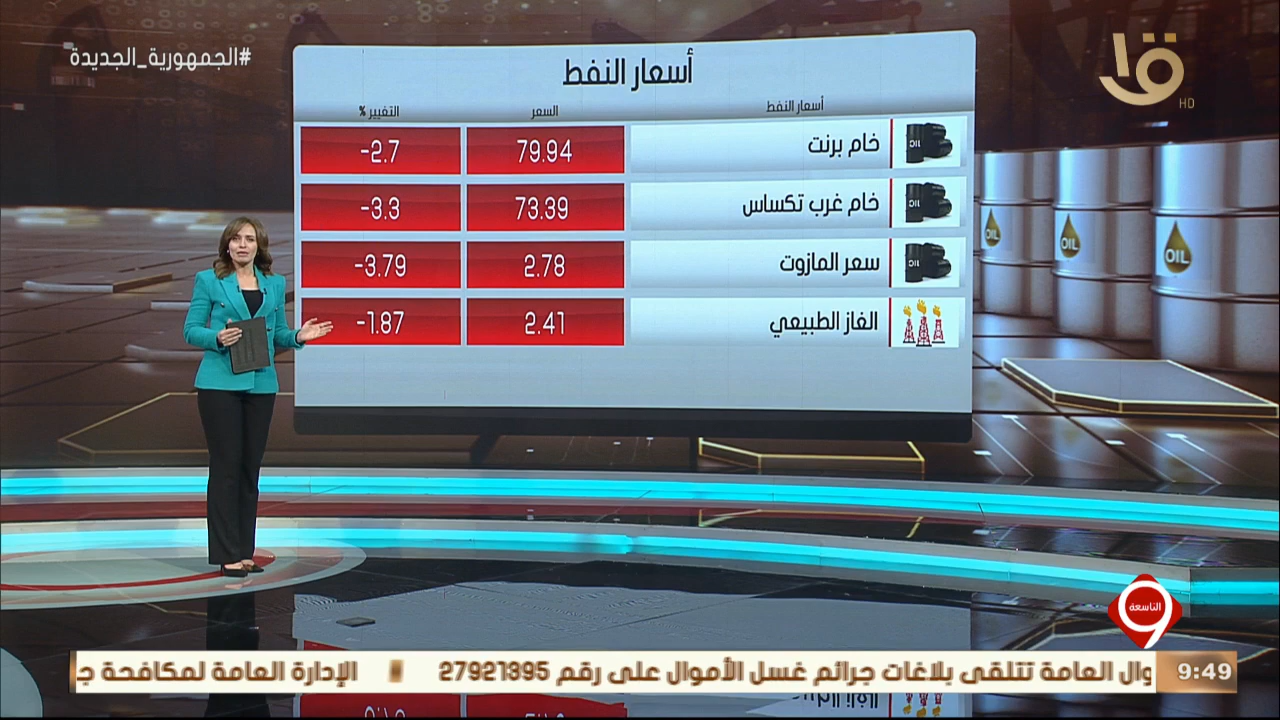 #الجمهورية_الجديدة
HD
أسعار النفط
أسعار النفط السعر التغيير %
خام برنت 79.94 -2.7
خام غرب تكساس 73.39 -3.3
سعر المازوت 2.78 -3.79
الغاز الطبيعي 2.41 -1.87
OIL
OIL
OIL
التاسعة
9
9:49
وال العامة تتلقى بلاغات جرائم غسل الأموال على رقم 27921395 الإدارة العامة لمكافحة جـ